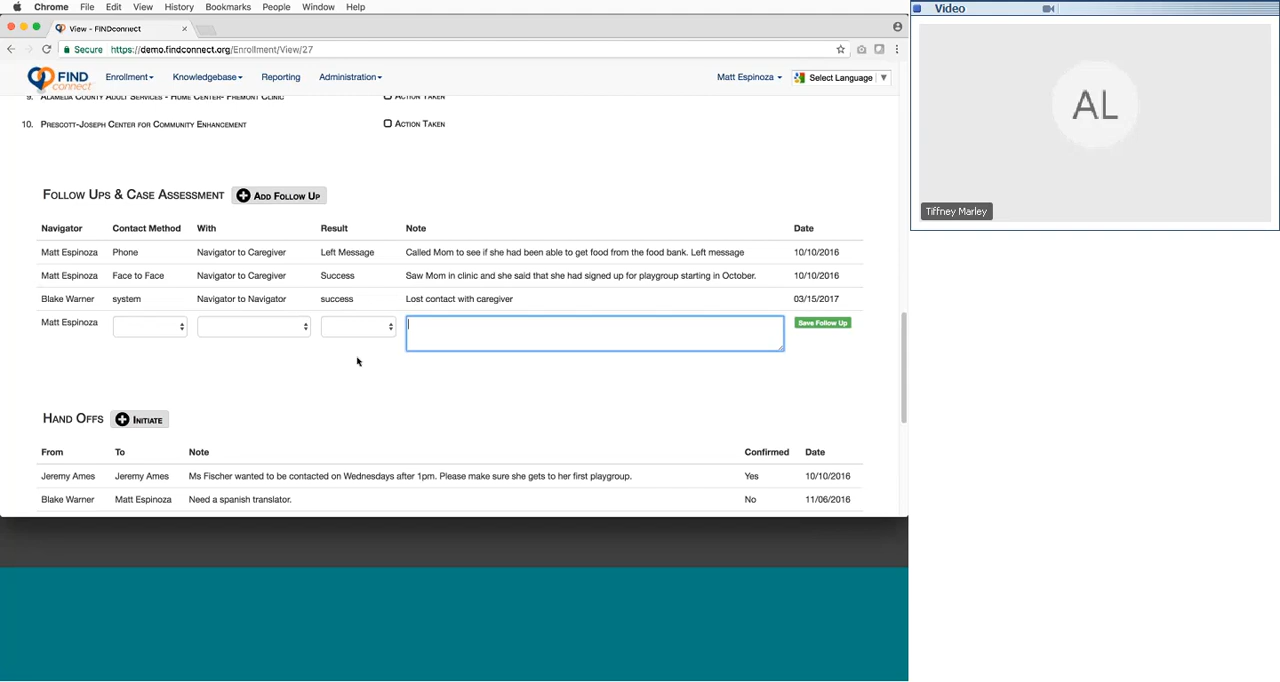 Chrome File Edit View History Bookmarks People Window Help
Video
View - FINDconnect
Secure https://demo.findconnect.org/Enrollment/View/27
FIND connect
Enrollment Knowledgebase Reporting Administration Matt Espinoza Select Language
9. Alameda County Adult Services - Hume Center- Fremont Clinic Action Taken
10. Prescott-Joseph Center for Community Enhancement Action Taken
AL
Tiffney Marley
Follow Ups & Case Assessment Add Follow Up
Navigator Contact Method With Result Note Date
Matt Espinoza Phone Navigator to Caregiver Left Message Called Mom to see if she had been able to get food from the food bank. Left message 10/10/2016
Matt Espinoza Face to Face Navigator to Caregiver Success Saw Mom in clinic and she said that she had signed up for playgroup starting in October. 10/10/2016
Blake Warner system Navigator to Navigator success Lost contact with caregiver 03/15/2017
Matt Espinoza Save Follow Up
Hand Offs Initiate
From To Note Confirmed Date
Jeremy Ames Jeremy Ames Ms Fischer wanted to be contacted on Wednesdays after 1pm. Please make sure she gets to her first playgroup. Yes 10/10/2016
Blake Warner Matt Espinoza Need a spanish translator. No 11/06/2016